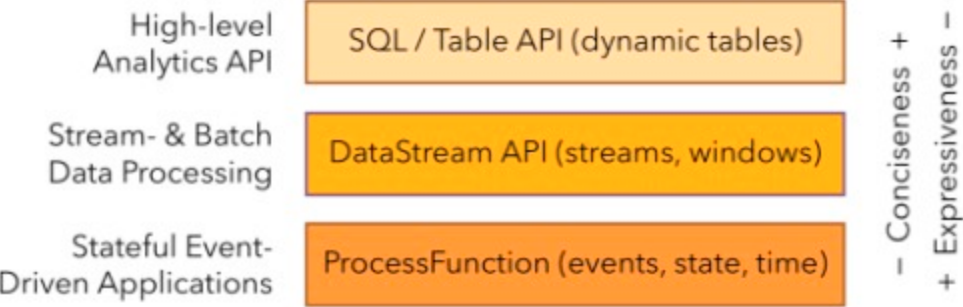 High-level
Analytics API
SQL / Table API (dynamic tables)
Stream- & Batch
Data Processing
DataStream API (streams, windows)
Stateful Event-
Driven Applications
ProcessFunction (events, state, time)
− Conciseness +
+ Expressiveness −